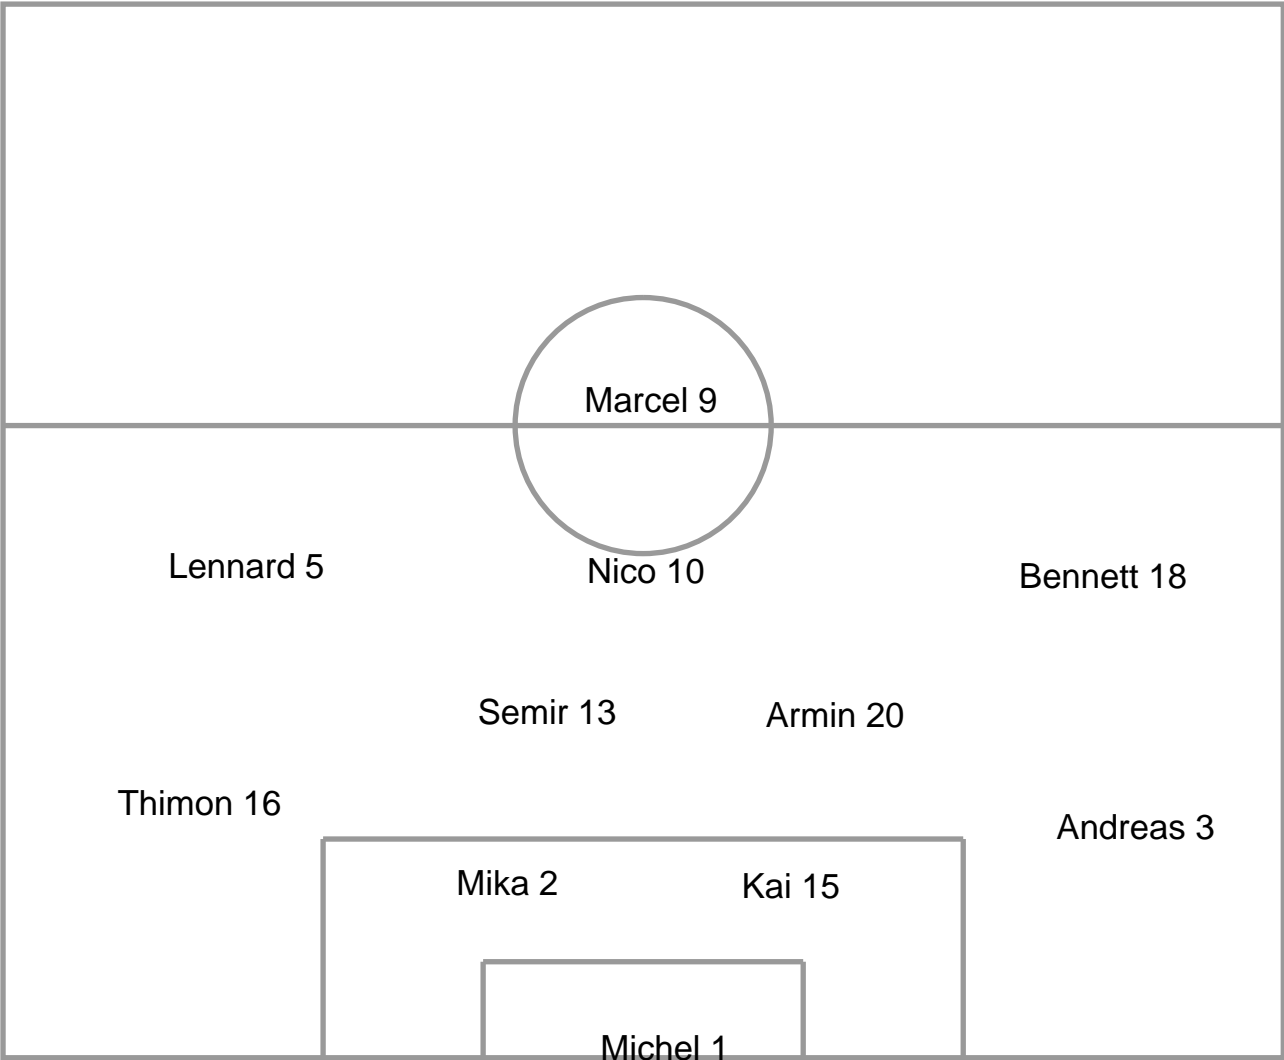 Marcel 9
Lennard 5
Nico 10
Bennett 18
Semir 13
Armin 20
Thimon 16
Andreas 3
Mika 2
Kai 15
Michel 1